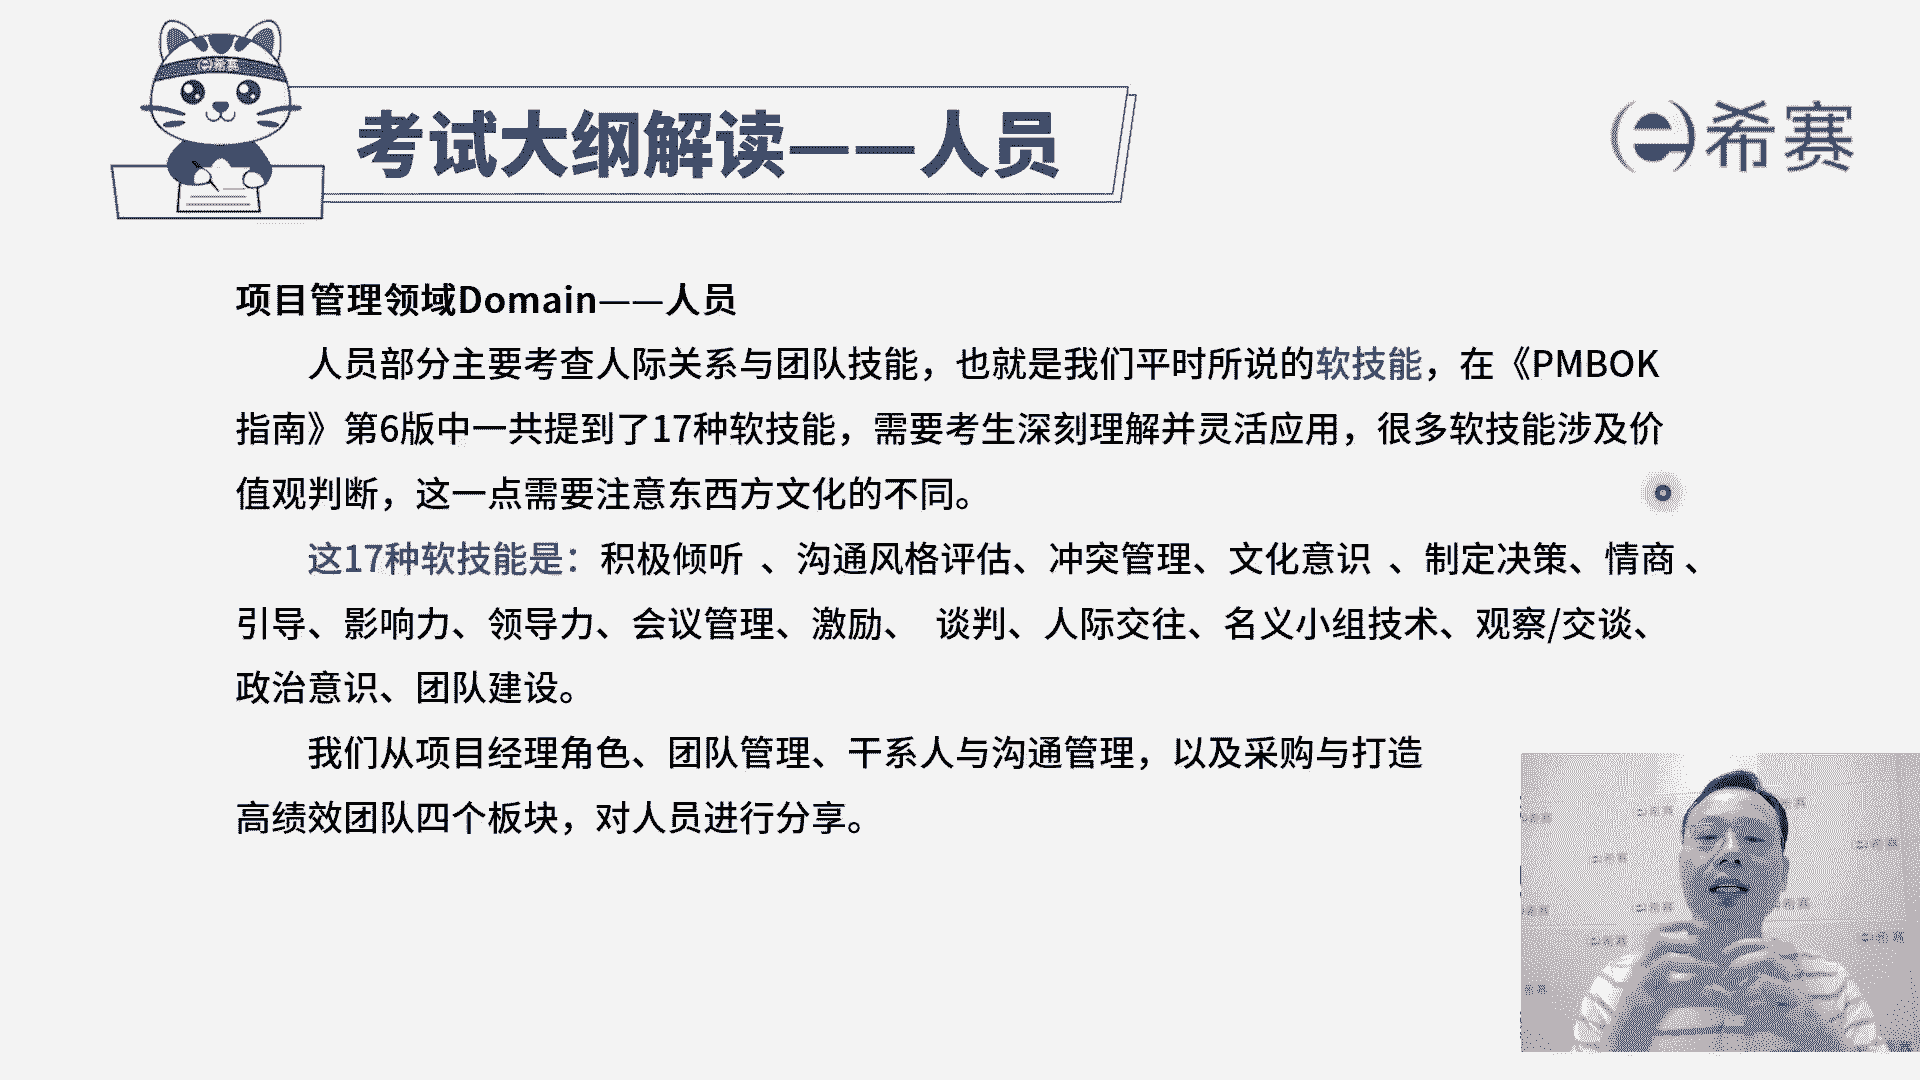 希赛
考试大纲解读——人员
希赛
项目管理领域Domain——人员
人员部分主要考查人际关系与团队技能，也就是我们平时所说的软技能，在《PMBOK
指南》第6版中一共提到了17种软技能，需要考生深刻理解并灵活应用，很多软技能涉及价
值观判断，这一点需要注意东西方文化的不同。
这17种软技能是：积极倾听 、沟通风格评估、冲突管理、文化意识 、制定决策、情商 、
引导、影响力、领导力、会议管理、激励、 谈判、人际交往、名义小组技术、观察/交谈、
政治意识、团队建设。
我们从项目经理角色、团队管理、干系人与沟通管理，以及采购与打造
高绩效团队四个板块，对人员进行分享。